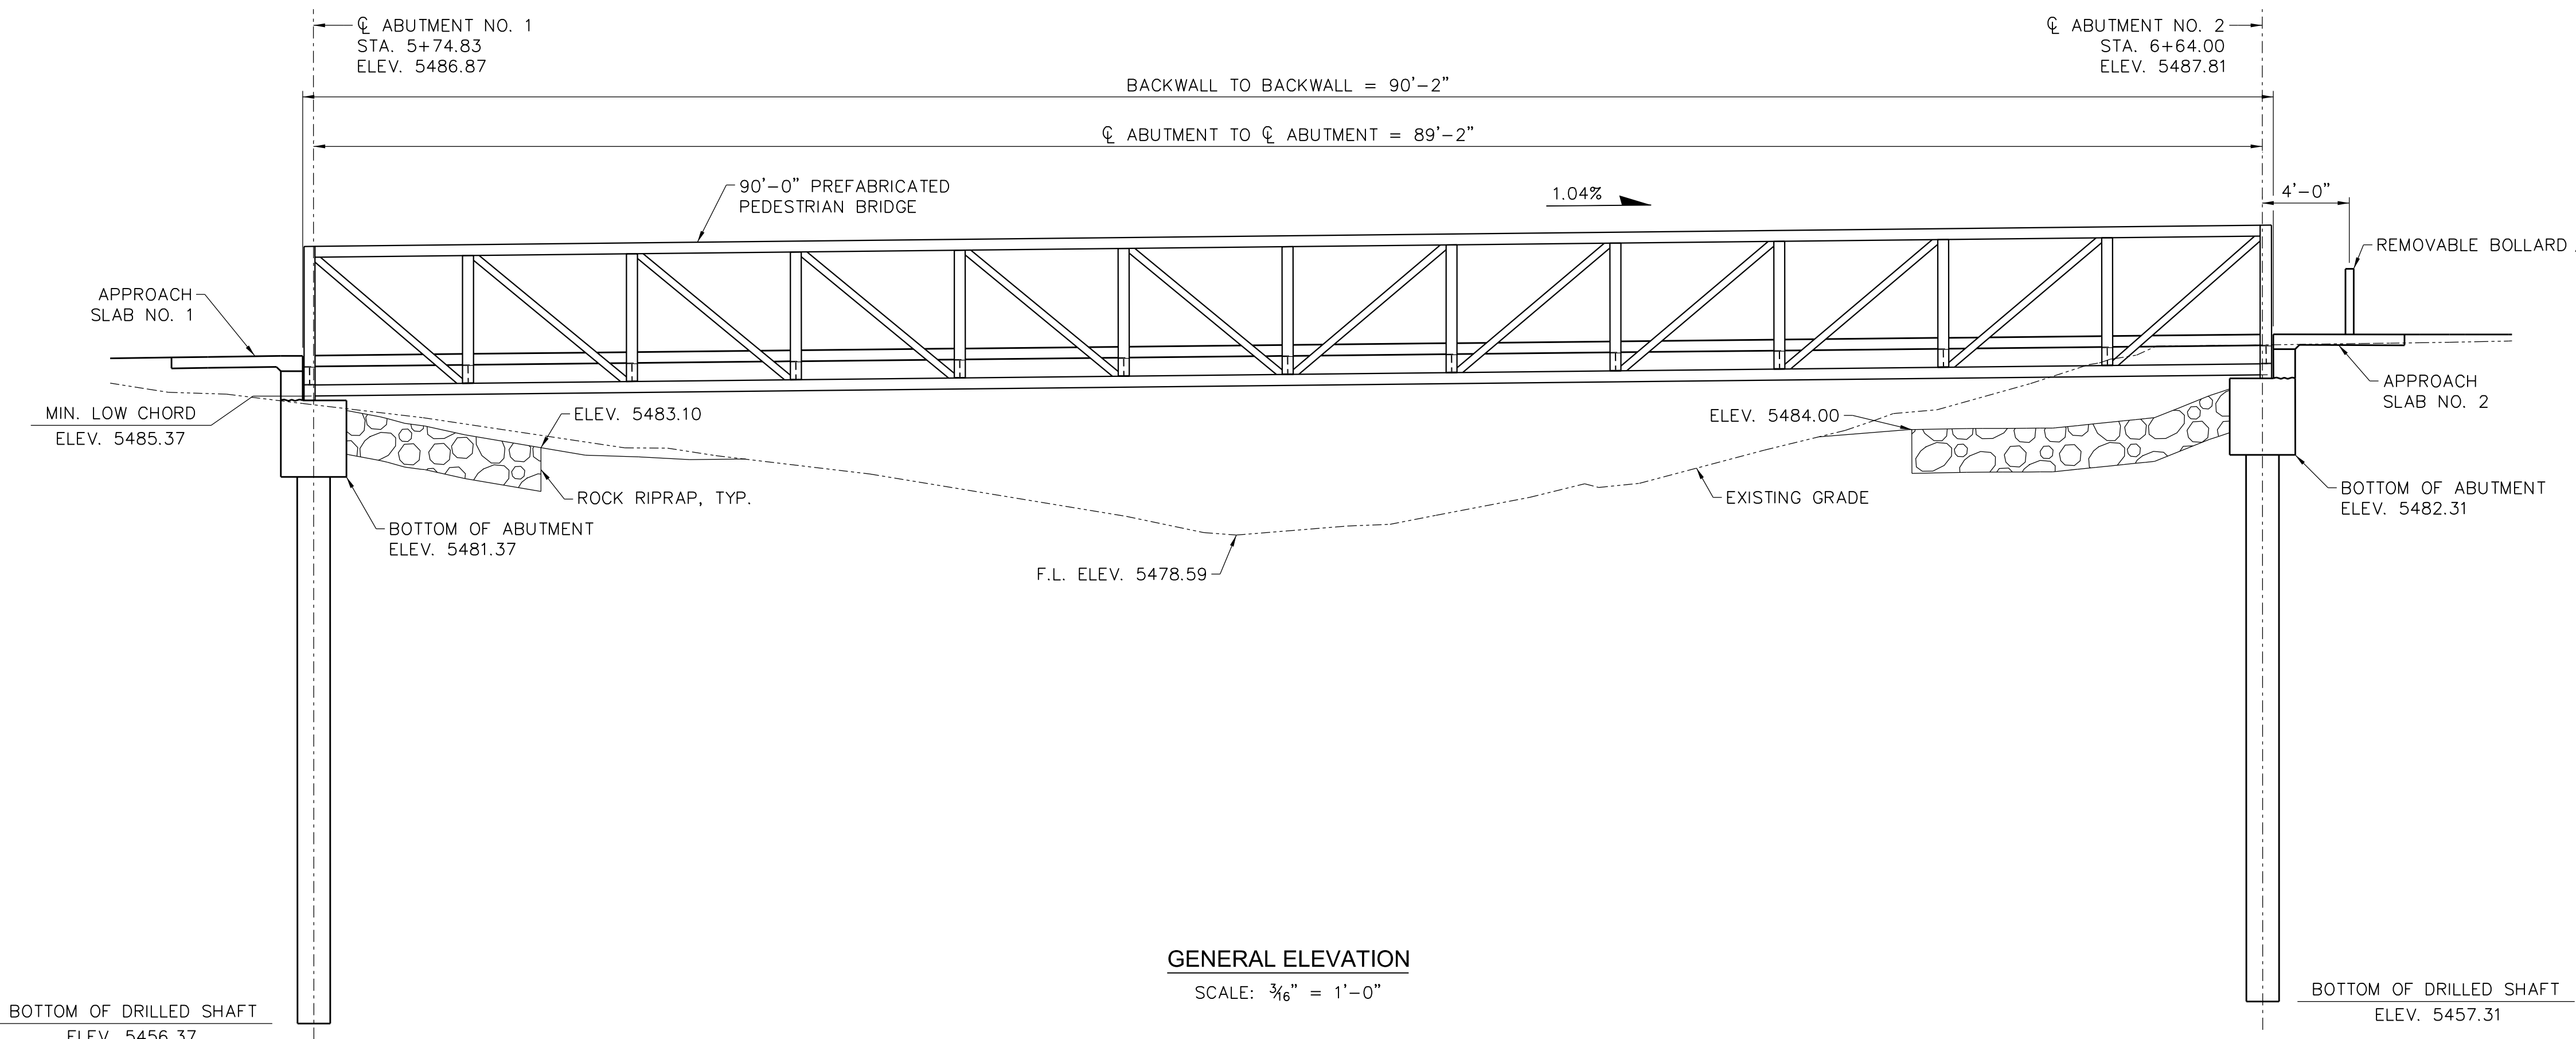 ℄ ABUTMENT NO. 1
STA. 5+74.83
ELEV. 5486.87
℄ ABUTMENT NO. 2
STA. 6+64.00
ELEV. 5487.81
BACKWALL TO BACKWALL = 90'-2"
℄ ABUTMENT TO ℄ ABUTMENT = 89'-2"
90'-0" PREFABRICATED
PEDESTRIAN BRIDGE
1.04%
4'-0"
REMOVABLE BOLLARD
APPROACH
SLAB NO. 1
MIN. LOW CHORD
ELEV. 5485.37
ELEV. 5483.10
ELEV. 5484.00
APPROACH
SLAB NO. 2
ROCK RIPRAP, TYP.
EXISTING GRADE
BOTTOM OF ABUTMENT
ELEV. 5481.37
BOTTOM OF ABUTMENT
ELEV. 5482.31
F.L. ELEV. 5478.59
GENERAL ELEVATION
SCALE: 3/16" = 1'-0"
BOTTOM OF DRILLED SHAFT
ELEV. 5456.37
BOTTOM OF DRILLED SHAFT
ELEV. 5457.31